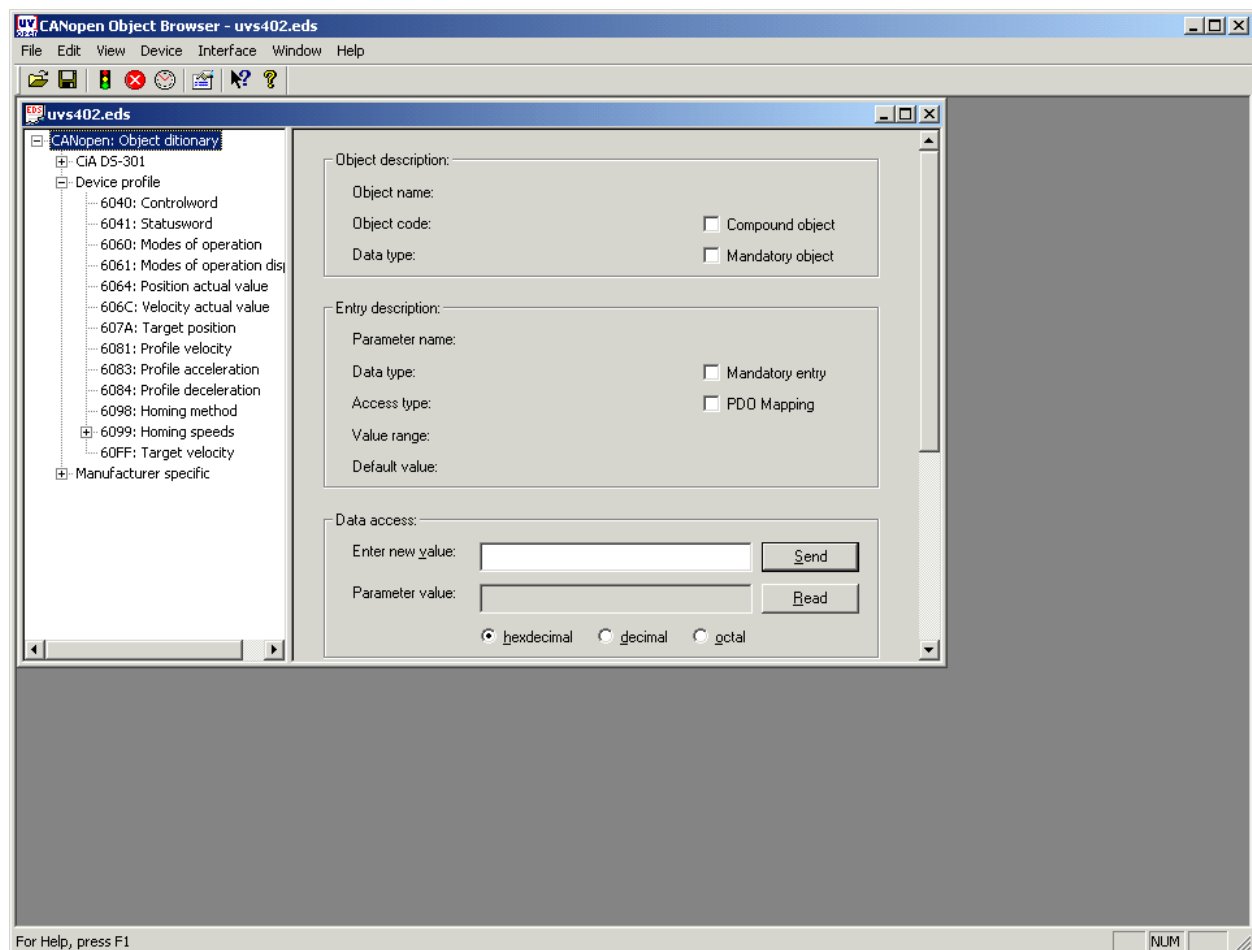 CANopen Object Browser - uvs402.eds
File Edit View Device Interface Window Help
uvs402.eds
CANopen: Object ditionary
CiA DS-301
Device profile
6040: Controlword
6041: Statusword
6060: Modes of operation
6061: Modes of operation disp
6064: Position actual value
606C: Velocity actual value
607A: Target position
6081: Profile velocity
6083: Profile acceleration
6084: Profile deceleration
6098: Homing method
6099: Homing speeds
60FF: Target velocity
Manufacturer specific
Object description:
Object name:
Object code:
Compound object
Data type:
Mandatory object
Entry description:
Parameter name:
Data type:
Mandatory entry
Access type:
PDO Mapping
Value range:
Default value:
Data access:
Enter new value:
Send
Parameter value:
Read
hexdecimal decimal octal
For Help, press F1
NUM